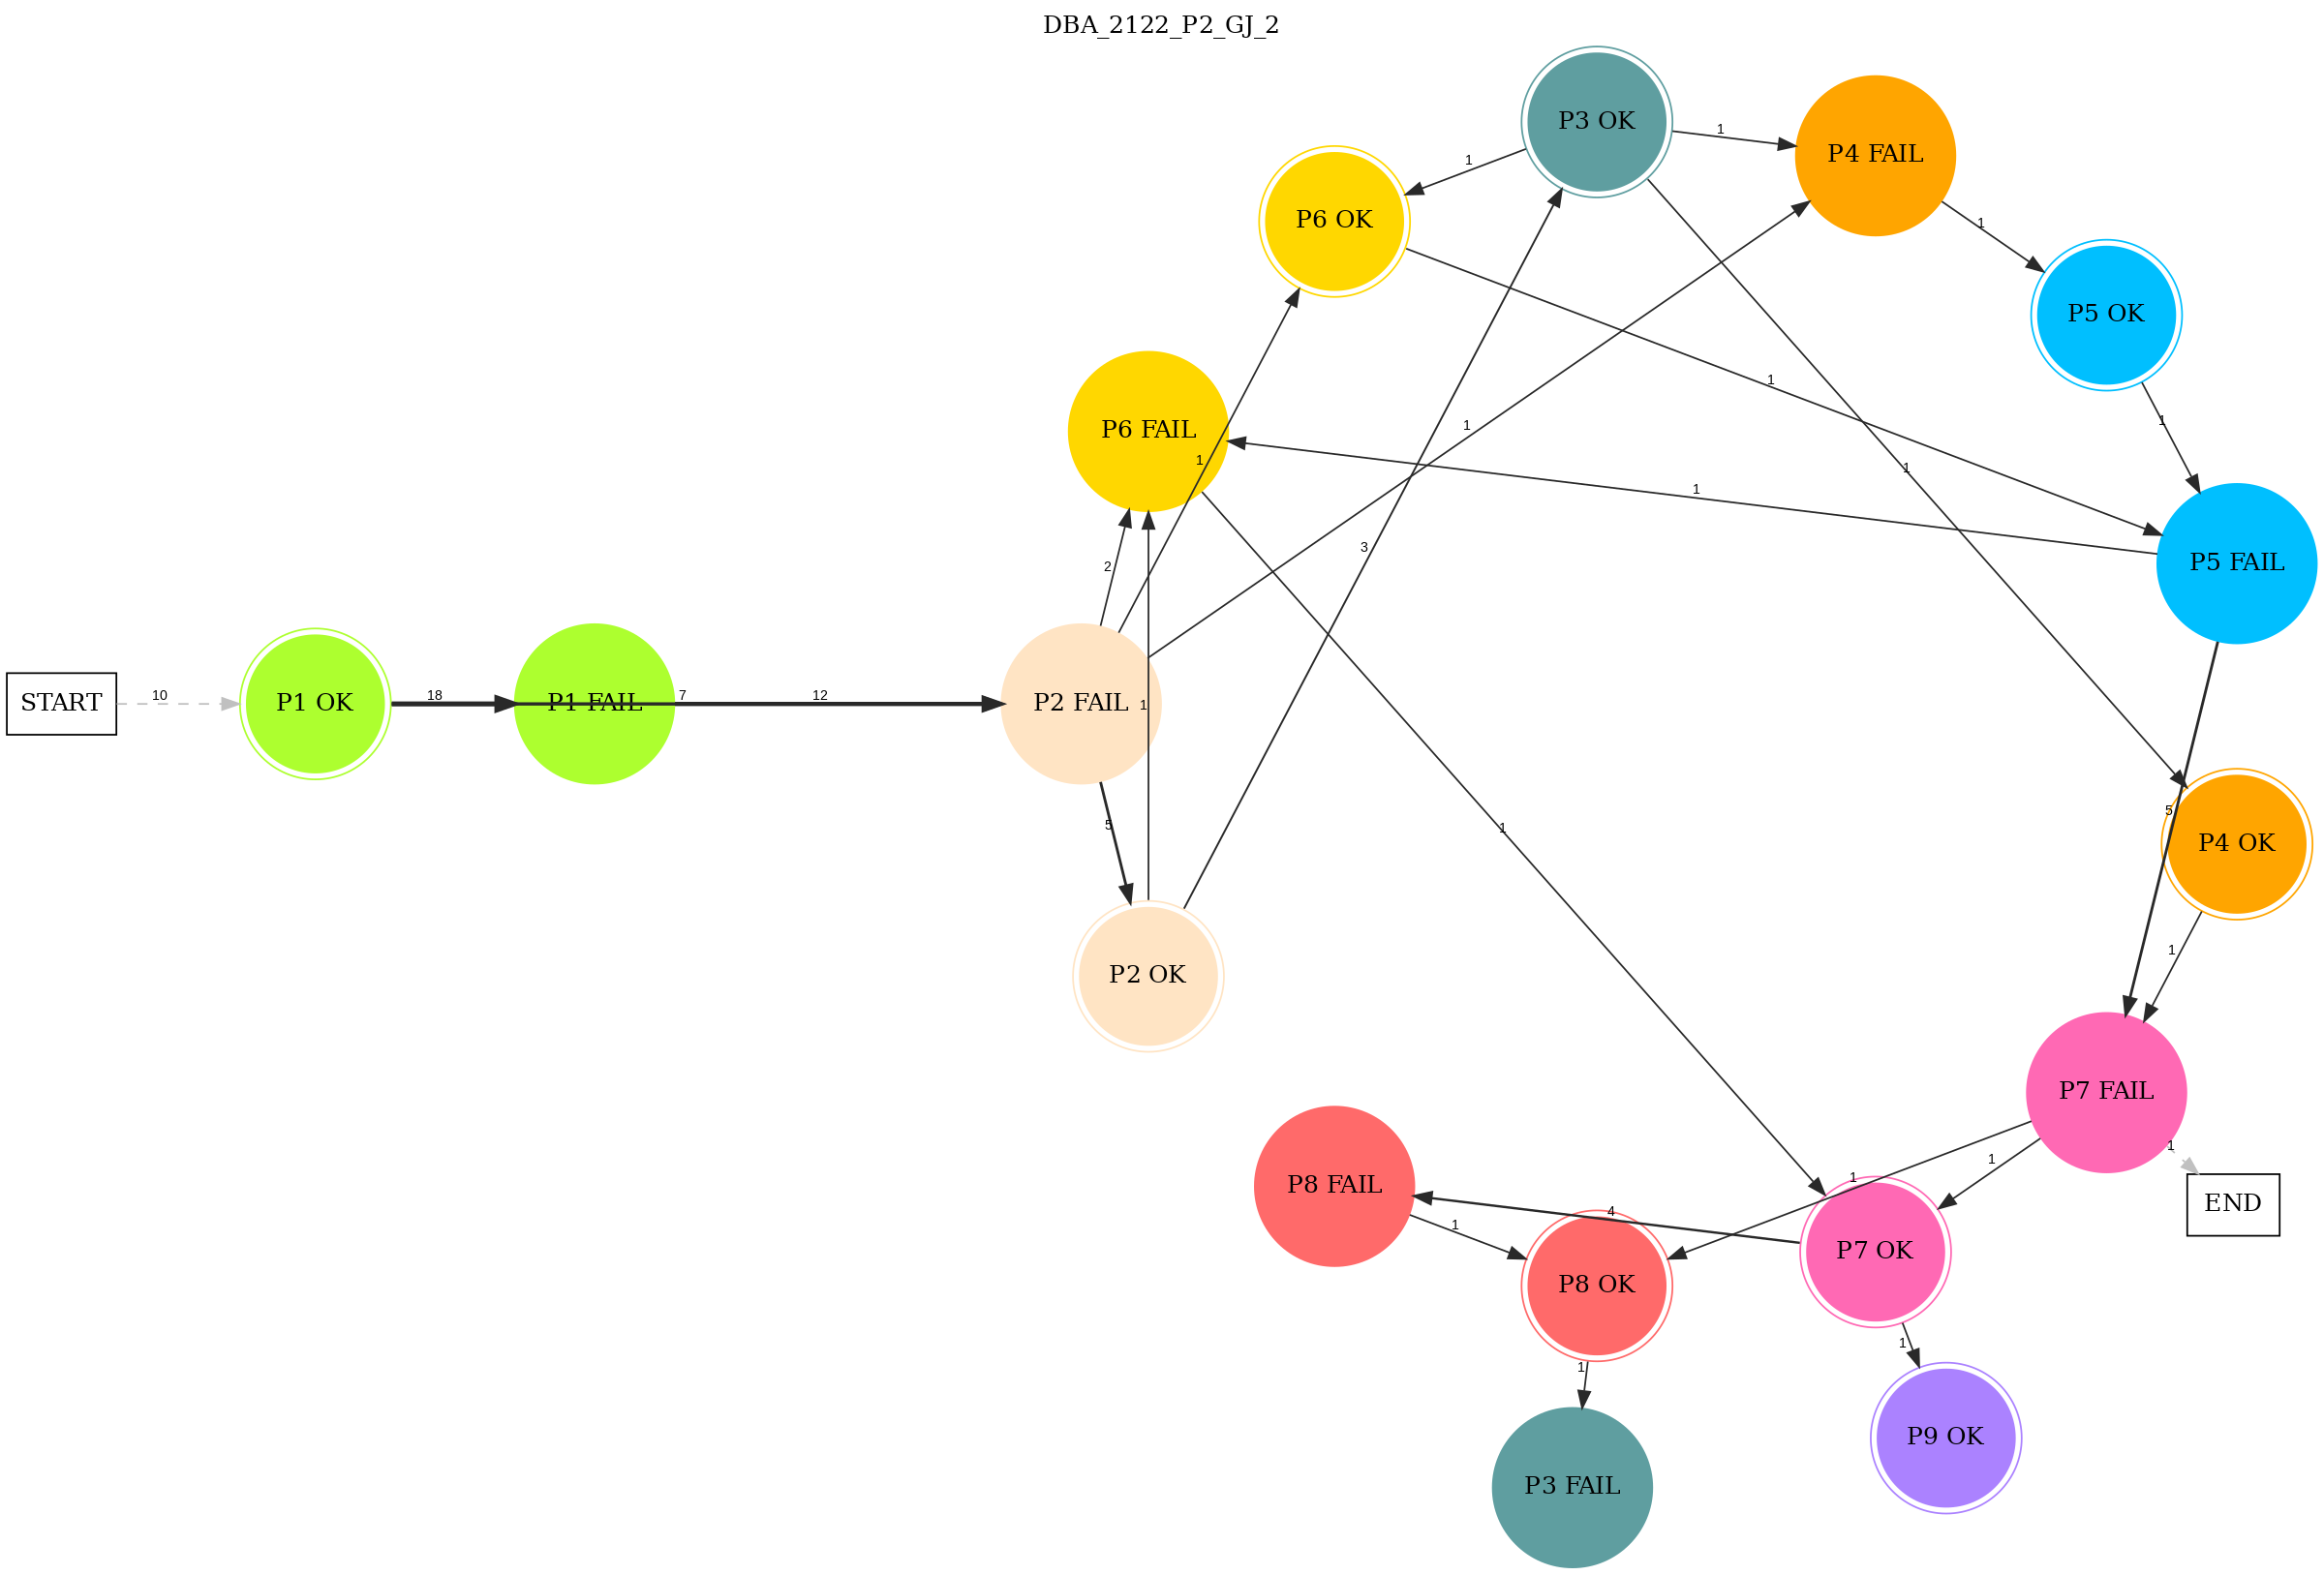 DBA_2122_P2_GJ_2
P3 OK
1
P4 FAIL
1
P6 OK
1
P5 OK
1
1
1
P6 FAIL
1
1
1
1
3
P5 FAIL
2
START
10
P1 OK
18
P1 FAIL
7
12
P2 FAIL
1
5
5
1
P4 OK
P2 OK
1
P7 FAIL
1
1
1
P8 FAIL
1
4
P8 OK
P7 OK
END
1
1
P9 OK
P3 FAIL